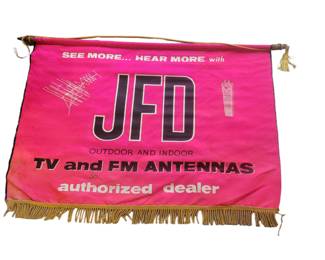 SEE MORE... HEAR MORE with
JFD
OUTDOOR AND INDOOR
TV and FM ANTENNAS
authorized dealer